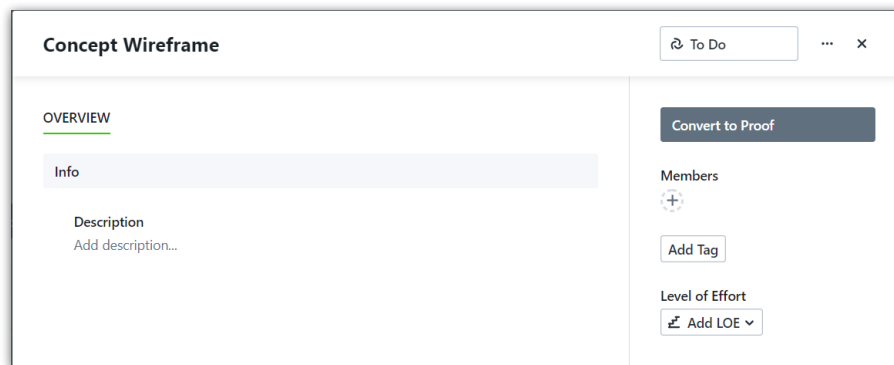 Concept Wireframe
To Do
OVERVIEW
Info
Description
Add description...
Convert to Proof
Members
Add Tag
Level of Effort
Add LOE